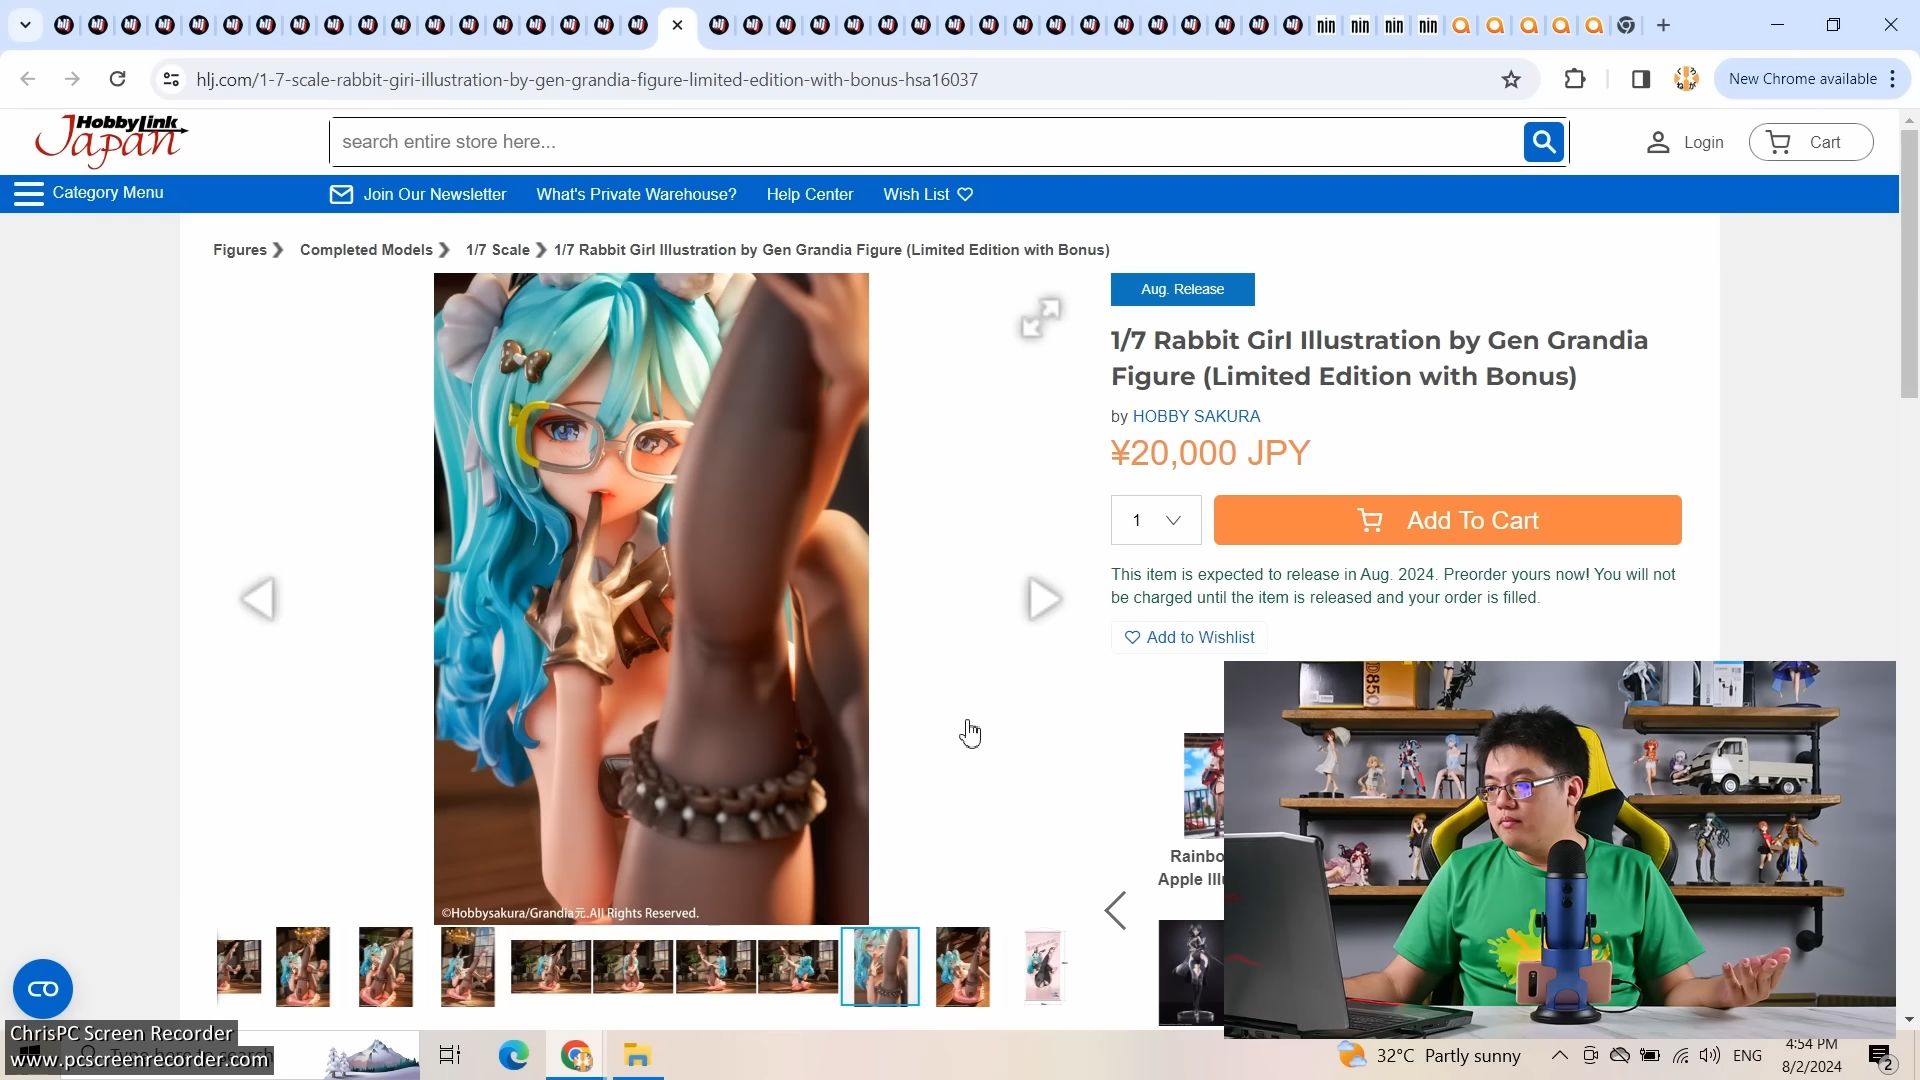 hlj.com/1-7-scale-rabbit-giri-illustration-by-gen-grandia-figure-limited-edition-with-bonus-hsa16037
New Chrome available
HobbyLink
Japan
search entire store here...
Login
Cart
Category Menu
Join Our Newsletter
What's Private Warehouse?
Help Center
Wish List
Figures
Completed Models
1/7 Scale
1/7 Rabbit Girl Illustration by Gen Grandia Figure (Limited Edition with Bonus)
Aug. Release
1/7 Rabbit Girl Illustration by Gen Grandia
Figure (Limited Edition with Bonus)
by HOBBY SAKURA
¥20,000 JPY
1
Add To Cart
This item is expected to release in Aug. 2024. Preorder yours now! You will not
be charged until the item is released and your order is filled.
Add to Wishlist
D850
Rainbo
Apple Illu
©Hobbysakura/Grandia元.All Rights Reserved.
ChrisPC Screen Recorder
www.pcscreenrecorder.com
32°C Partly sunny
ENG
4:54 PM
8/2/2024
2